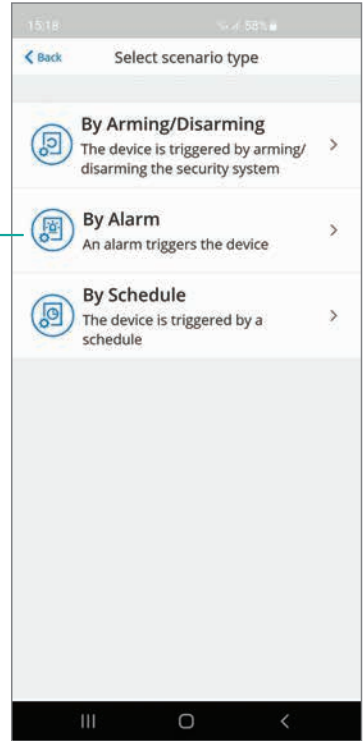 15:18 58%
Back Select scenario type
By Arming/Disarming
The device is triggered by arming/
disarming the security system
By Alarm
An alarm triggers the device
By Schedule
The device is triggered by a
schedule